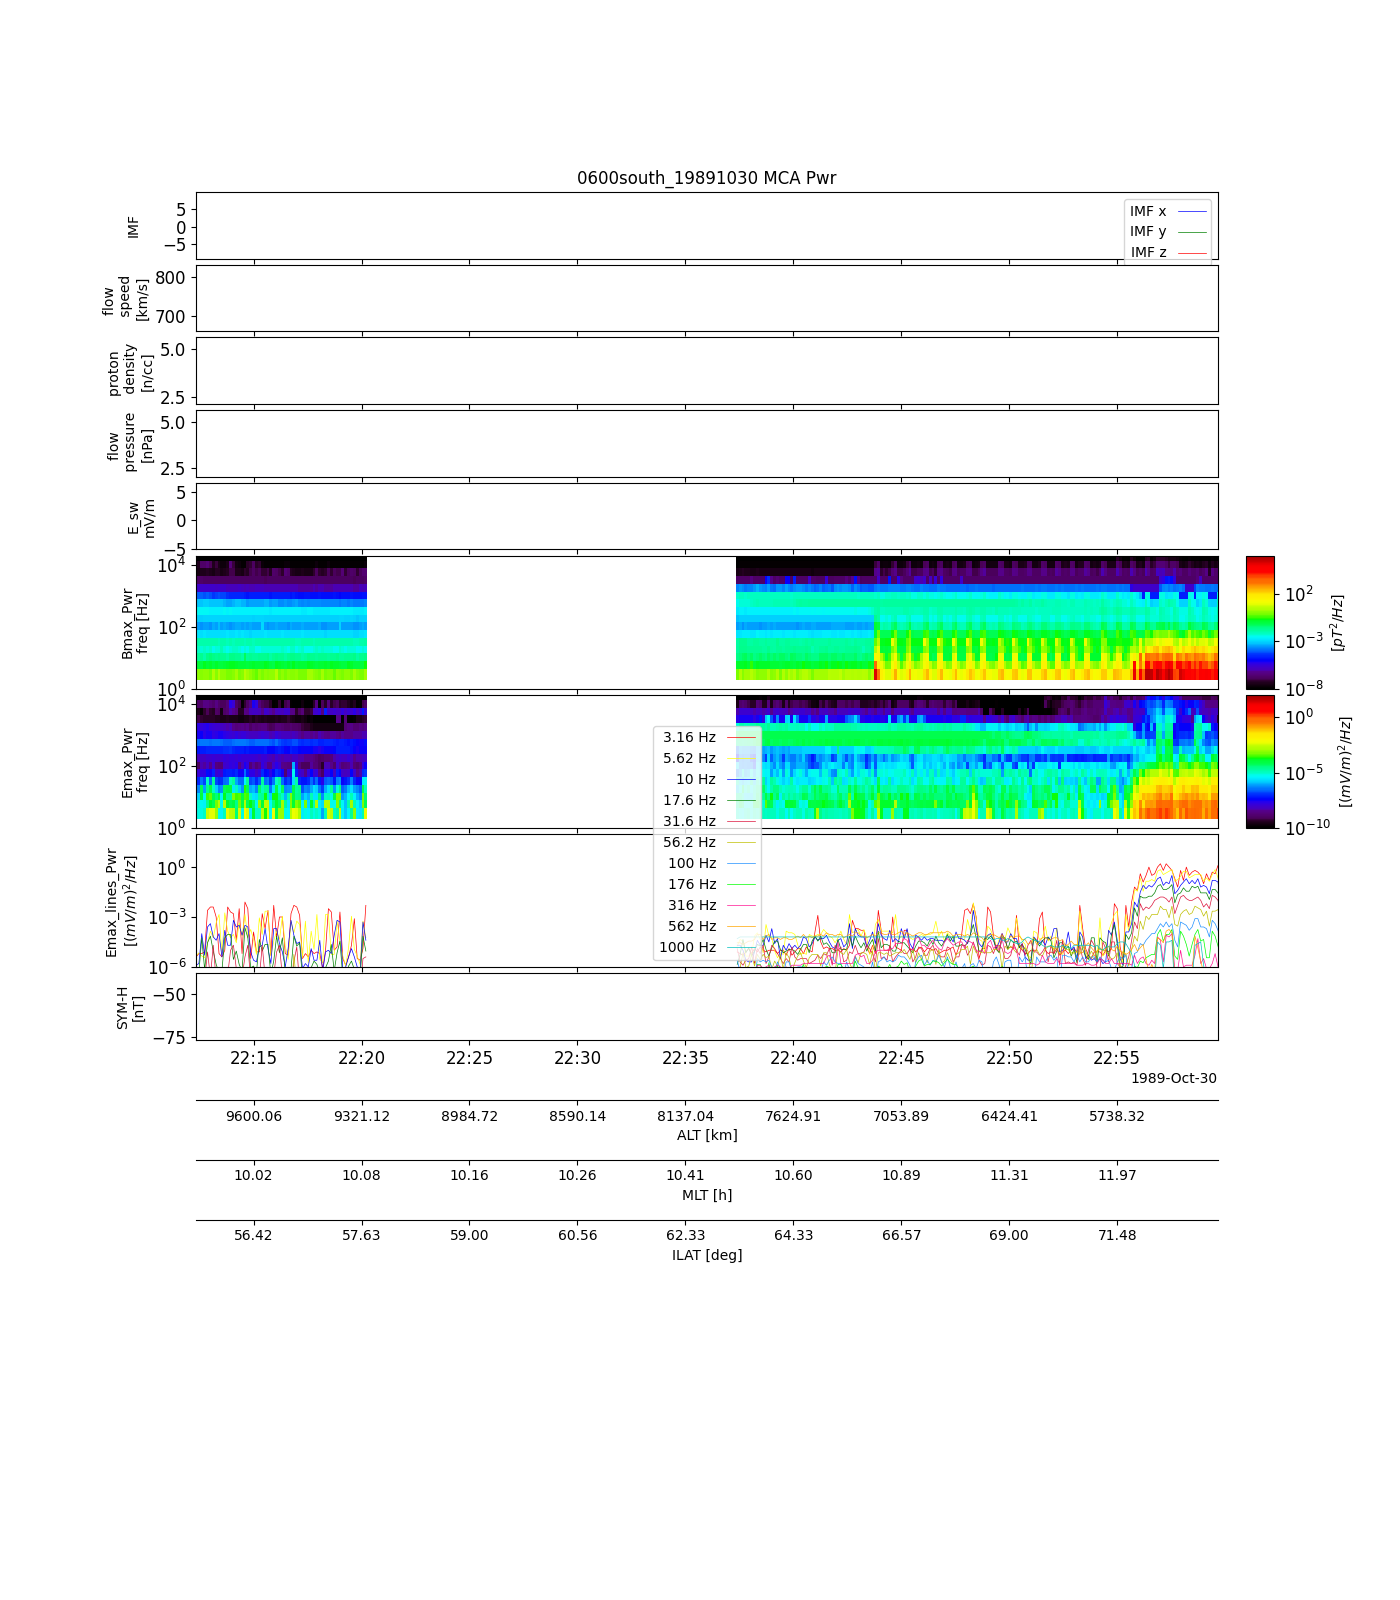 0600south_19891030 MCA Pwr
IMF
5
0
−5
IMF x
IMF y
IMF z
flow
speed
[km/s]
800
700
proton
density
[n/cc]
5.0
2.5
flow
pressure
[nPa]
5.0
2.5
E_sw
mV/m
5
0
−5
Bmax_Pwr
freq [Hz]
10^4
10^2
10^0
10^2
10^−3
10^−8
[pT^2/Hz]
Emax_Pwr
freq [Hz]
10^4
10^2
10^0
10^0
10^−5
10^−10
[(mV/m)^2/Hz]
3.16 Hz
5.62 Hz
10 Hz
17.6 Hz
31.6 Hz
56.2 Hz
100 Hz
176 Hz
316 Hz
562 Hz
1000 Hz
Emax_lines_Pwr
[(mV/m)^2/Hz]
10^0
10^−3
10^−6
SYM-H
[nT]
−50
−75
22:15 22:20 22:25 22:30 22:35 22:40 22:45 22:50 22:55
1989-Oct-30
9600.06 9321.12 8984.72 8590.14 8137.04 7624.91 7053.89 6424.41 5738.32
ALT [km]
10.02 10.08 10.16 10.26 10.41 10.60 10.89 11.31 11.97
MLT [h]
56.42 57.63 59.00 60.56 62.33 64.33 66.57 69.00 71.48
ILAT [deg]